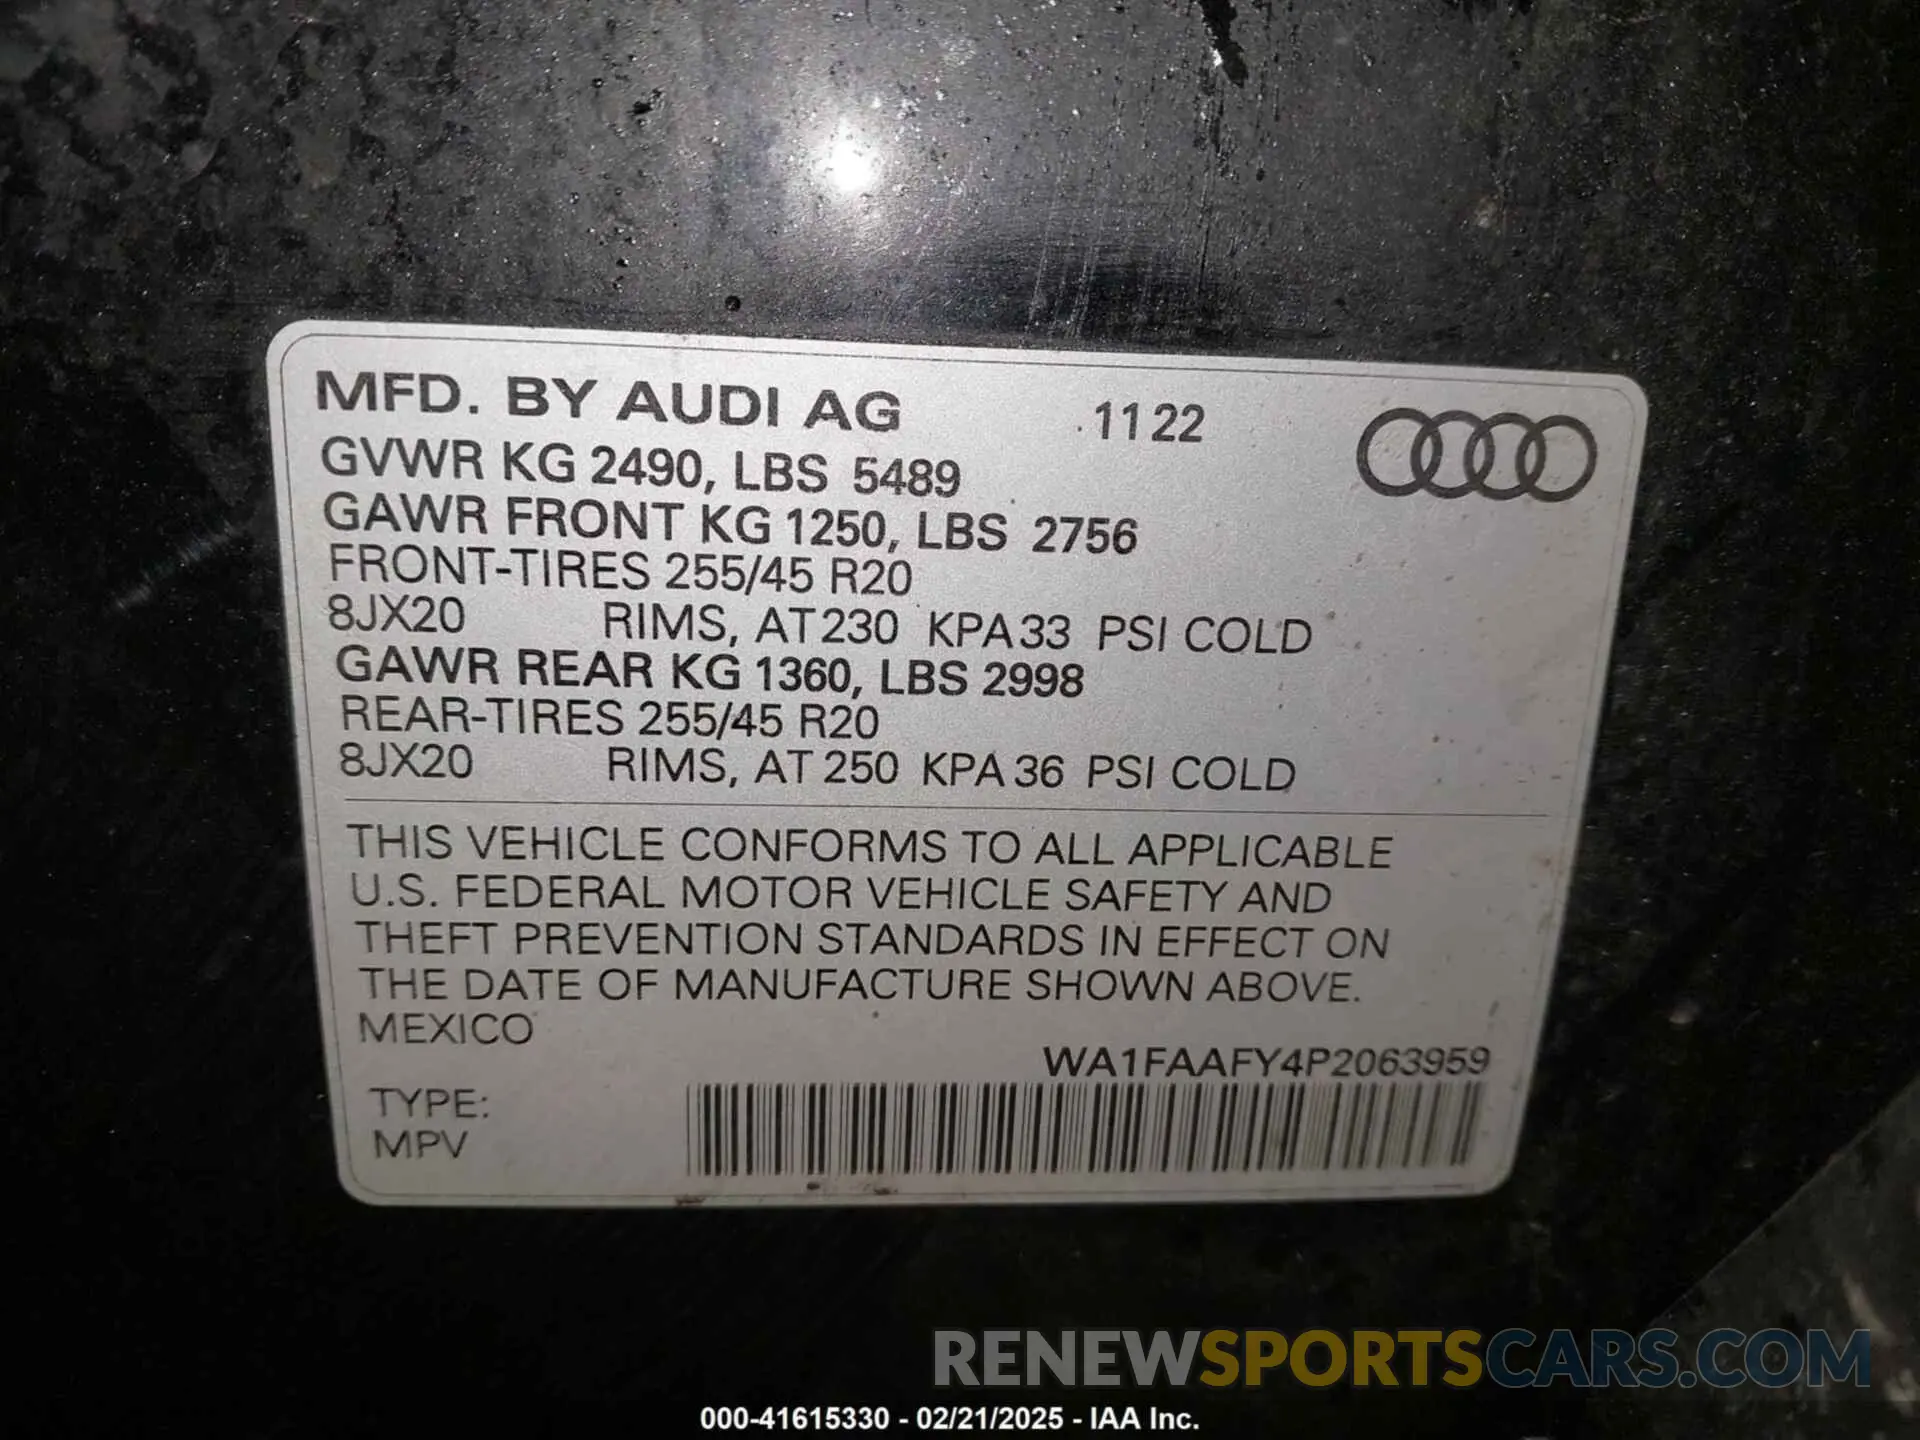 MFD. BY AUDI AG 11 22
GVWR KG 2490, LBS 5489
GAWR FRONT KG 1250, LBS 2756
FRONT-TIRES 255/45 R20
8JX20 RIMS, AT 230 KPA 33 PSI COLD
GAWR REAR KG 1360, LBS 2998
REAR-TIRES 255/45 R20
8JX20 RIMS, AT 250 KPA 36 PSI COLD
THIS VEHICLE CONFORMS TO ALL APPLICABLE
U.S. FEDERAL MOTOR VEHICLE SAFETY AND
THEFT PREVENTION STANDARDS IN EFFECT ON
THE DATE OF MANUFACTURE SHOWN ABOVE.
MEXICO
WA1FAAFY4P2063959
TYPE:
MPV
RENEWSPORTSCARS.COM
000-41615330 - 02/21/2025 - IAA Inc.